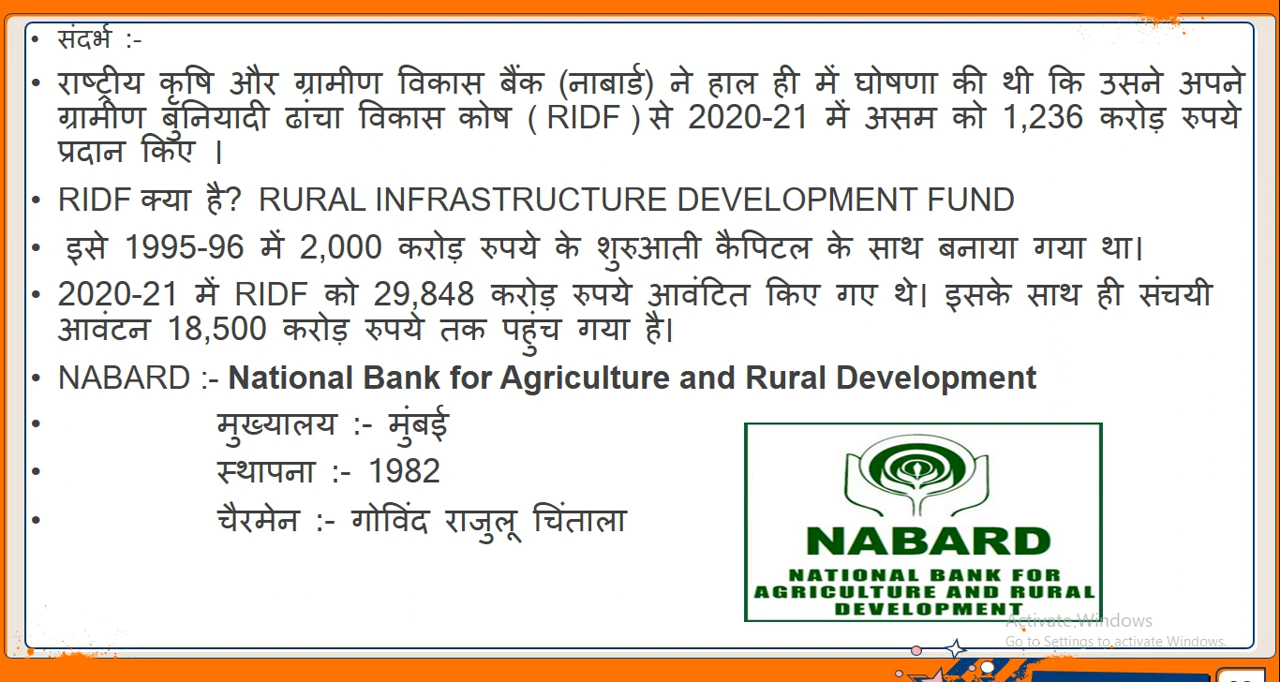 • संदर्भ :-
• राष्ट्रीय कृषि और ग्रामीण विकास बैंक (नाबार्ड) ने हाल ही में घोषणा की थी कि उसने अपने
ग्रामीण बुनियादी ढांचा विकास कोष ( RIDF ) से 2020-21 में असम को 1,236 करोड़ रुपये
प्रदान किए ।
• RIDF क्या है? RURAL INFRASTRUCTURE DEVELOPMENT FUND
• इसे 1995-96 में 2,000 करोड़ रुपये के शुरुआती कैपिटल के साथ बनाया गया था।
• 2020-21 में RIDF को 29,848 करोड़ रुपये आवंटित किए गए थे। इसके साथ ही संचयी
आवंटन 18,500 करोड़ रुपये तक पहुंच गया है।
• NABARD :- National Bank for Agriculture and Rural Development
• मुख्यालय :- मुंबई
• स्थापना :- 1982
• चैरमेन :- गोविंद राजुलू चिंताला
NABARD
NATIONAL BANK FOR
AGRICULTURE AND RURAL
DEVELOPMENT
Activate Windows
Go to Settings to activate Windows.